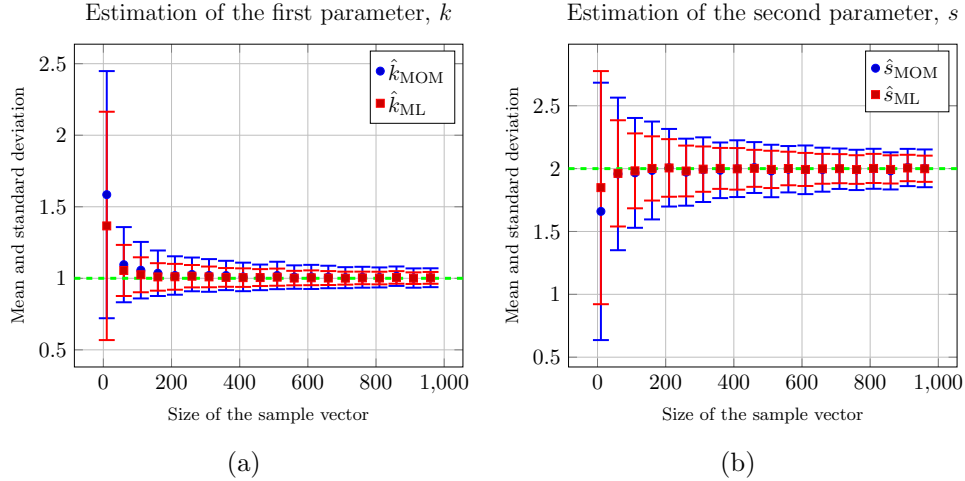 Estimation of the first parameter, k
Mean and standard deviation
2.5
2
1.5
1
0.5
k̂MOM
k̂ML
0
200
400
600
800
1,000
Size of the sample vector
(a)
Estimation of the second parameter, s
Mean and standard deviation
2.5
2
1.5
1
0.5
ŝMOM
ŝML
0
200
400
600
800
1,000
Size of the sample vector
(b)